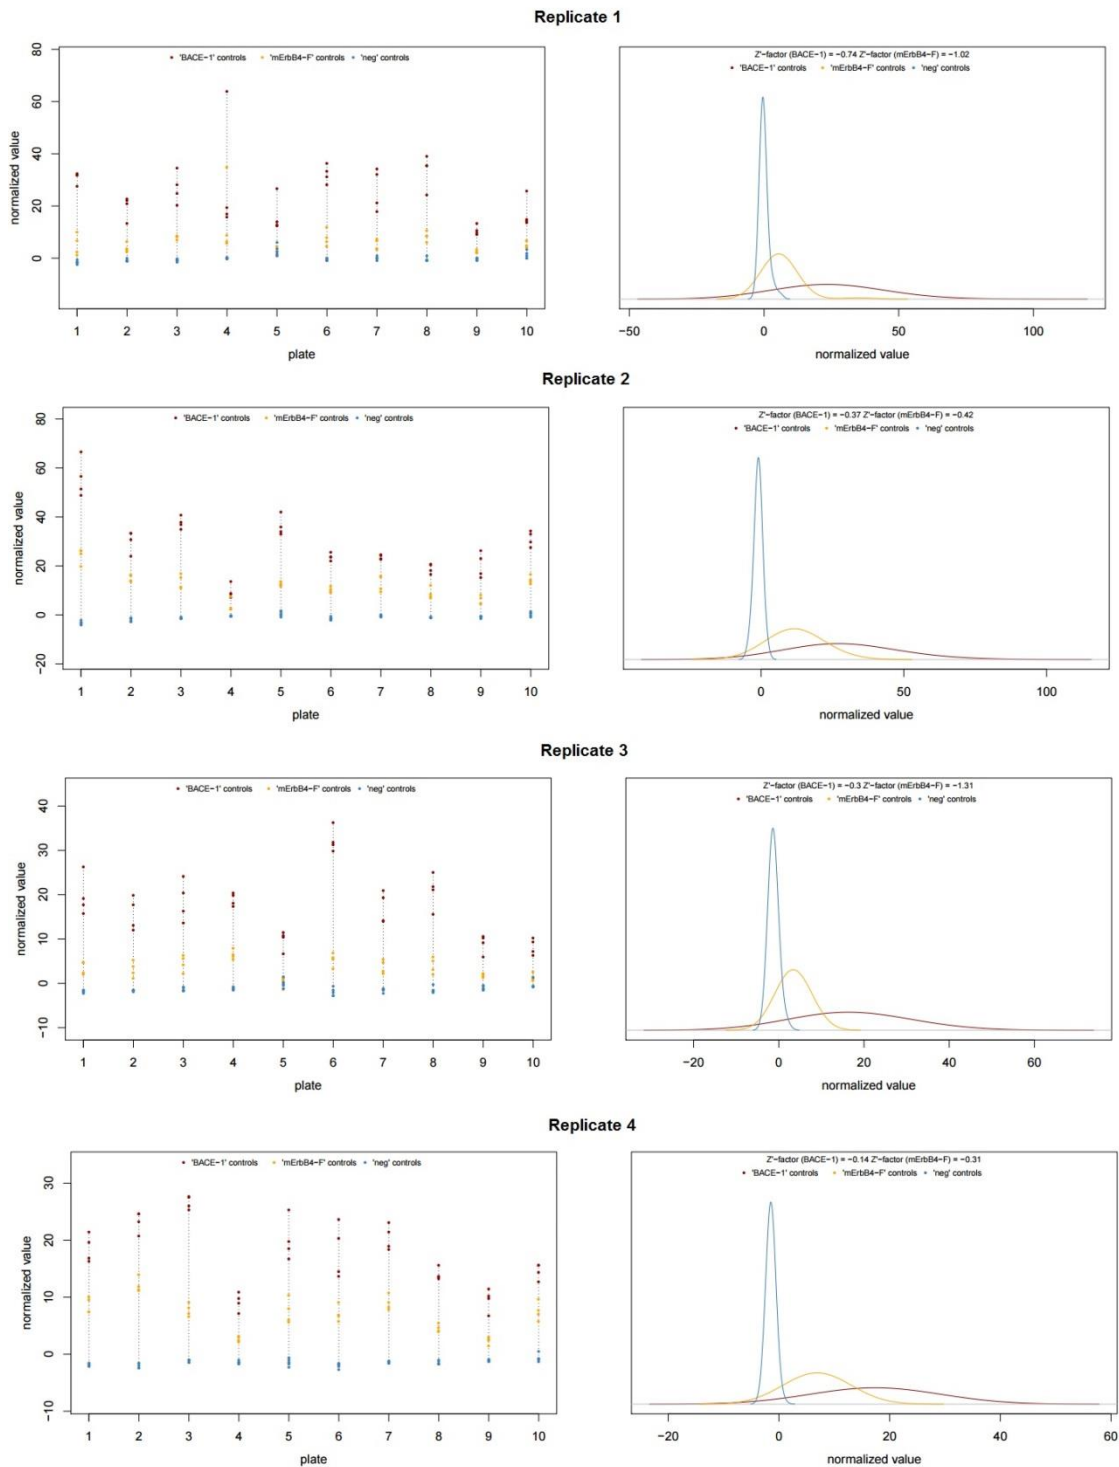 Replicate 1
'BACE−1' controls 'mErbB4−F' controls 'neg' controls
normalized value
80
60
40
20
0
1 2 3 4 5 6 7 8 9 10
plate
Z'−factor (BACE−1) = −0.74 Z'−factor (mErbB4−F) = −1.02
'BACE−1' controls 'mErbB4−F' controls 'neg' controls
−50 0 50 100
normalized value
Replicate 2
'BACE−1' controls 'mErbB4−F' controls 'neg' controls
normalized value
80
60
40
20
0
−20
1 2 3 4 5 6 7 8 9 10
plate
Z'−factor (BACE−1) = −0.37 Z'−factor (mErbB4−F) = −0.42
'BACE−1' controls 'mErbB4−F' controls 'neg' controls
0 50 100
normalized value
Replicate 3
'BACE−1' controls 'mErbB4−F' controls 'neg' controls
normalized value
40
30
20
10
0
−10
1 2 3 4 5 6 7 8 9 10
plate
Z'−factor (BACE−1) = −0.3 Z'−factor (mErbB4−F) = −1.31
'BACE−1' controls 'mErbB4−F' controls 'neg' controls
−20 0 20 40 60
normalized value
Replicate 4
'BACE−1' controls 'mErbB4−F' controls 'neg' controls
normalized value
30
20
10
0
−10
1 2 3 4 5 6 7 8 9 10
plate
Z'−factor (BACE−1) = −0.14 Z'−factor (mErbB4−F) = −0.31
'BACE−1' controls 'mErbB4−F' controls 'neg' controls
−20 0 20 40 60
normalized value